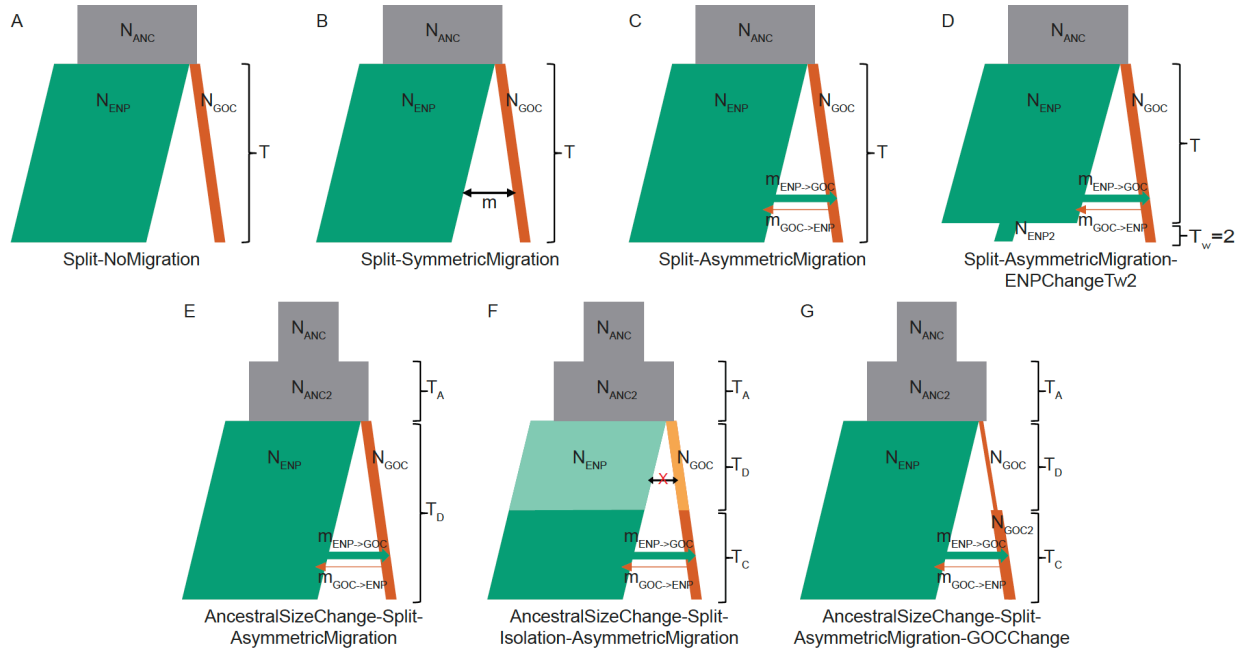 A
N_ANC
N_ENP
N_GOC
T
Split-NoMigration
B
N_ANC
N_ENP
N_GOC
m
T
Split-SymmetricMigration
C
N_ANC
N_ENP
N_GOC
m_ENP->GOC
m_GOC->ENP
T
Split-AsymmetricMigration
D
N_ANC
N_ENP
N_GOC
m_ENP->GOC
m_GOC->ENP
T
N_ENP2
T_w=2
Split-AsymmetricMigration-
ENPChangeTw2
E
N_ANC
N_ANC2
T_A
N_ENP
N_GOC
T_D
m_ENP->GOC
m_GOC->ENP
AncestralSizeChange-Split-
AsymmetricMigration
F
N_ANC
N_ANC2
T_A
N_ENP
N_GOC
X
T_D
m_ENP->GOC
m_GOC->ENP
T_C
AncestralSizeChange-Split-
Isolation-AsymmetricMigration
G
N_ANC
N_ANC2
T_A
N_ENP
N_GOC
T_D
N_GOC2
m_ENP->GOC
m_GOC->ENP
T_C
AncestralSizeChange-Split-
AsymmetricMigration-GOCChange